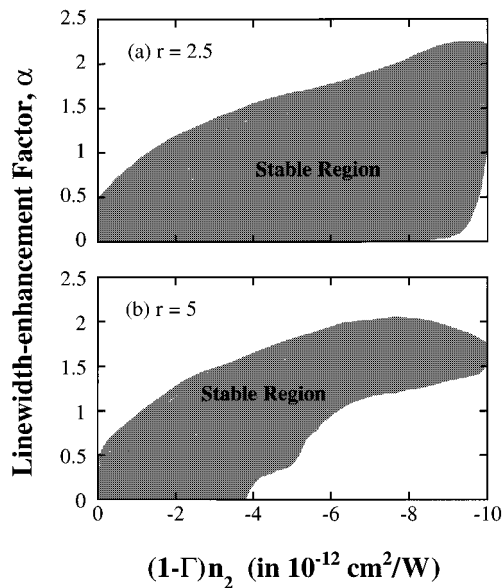 Linewidth-enhancement Factor, α
2.5
(a) r = 2.5
2
1.5
1
Stable Region
0.5
0
2.5
(b) r = 5
2
1.5
Stable Region
1
0.5
0
0 -2 -4 -6 -8 -10
(1-Γ)n₂ (in 10⁻¹² cm²/W)